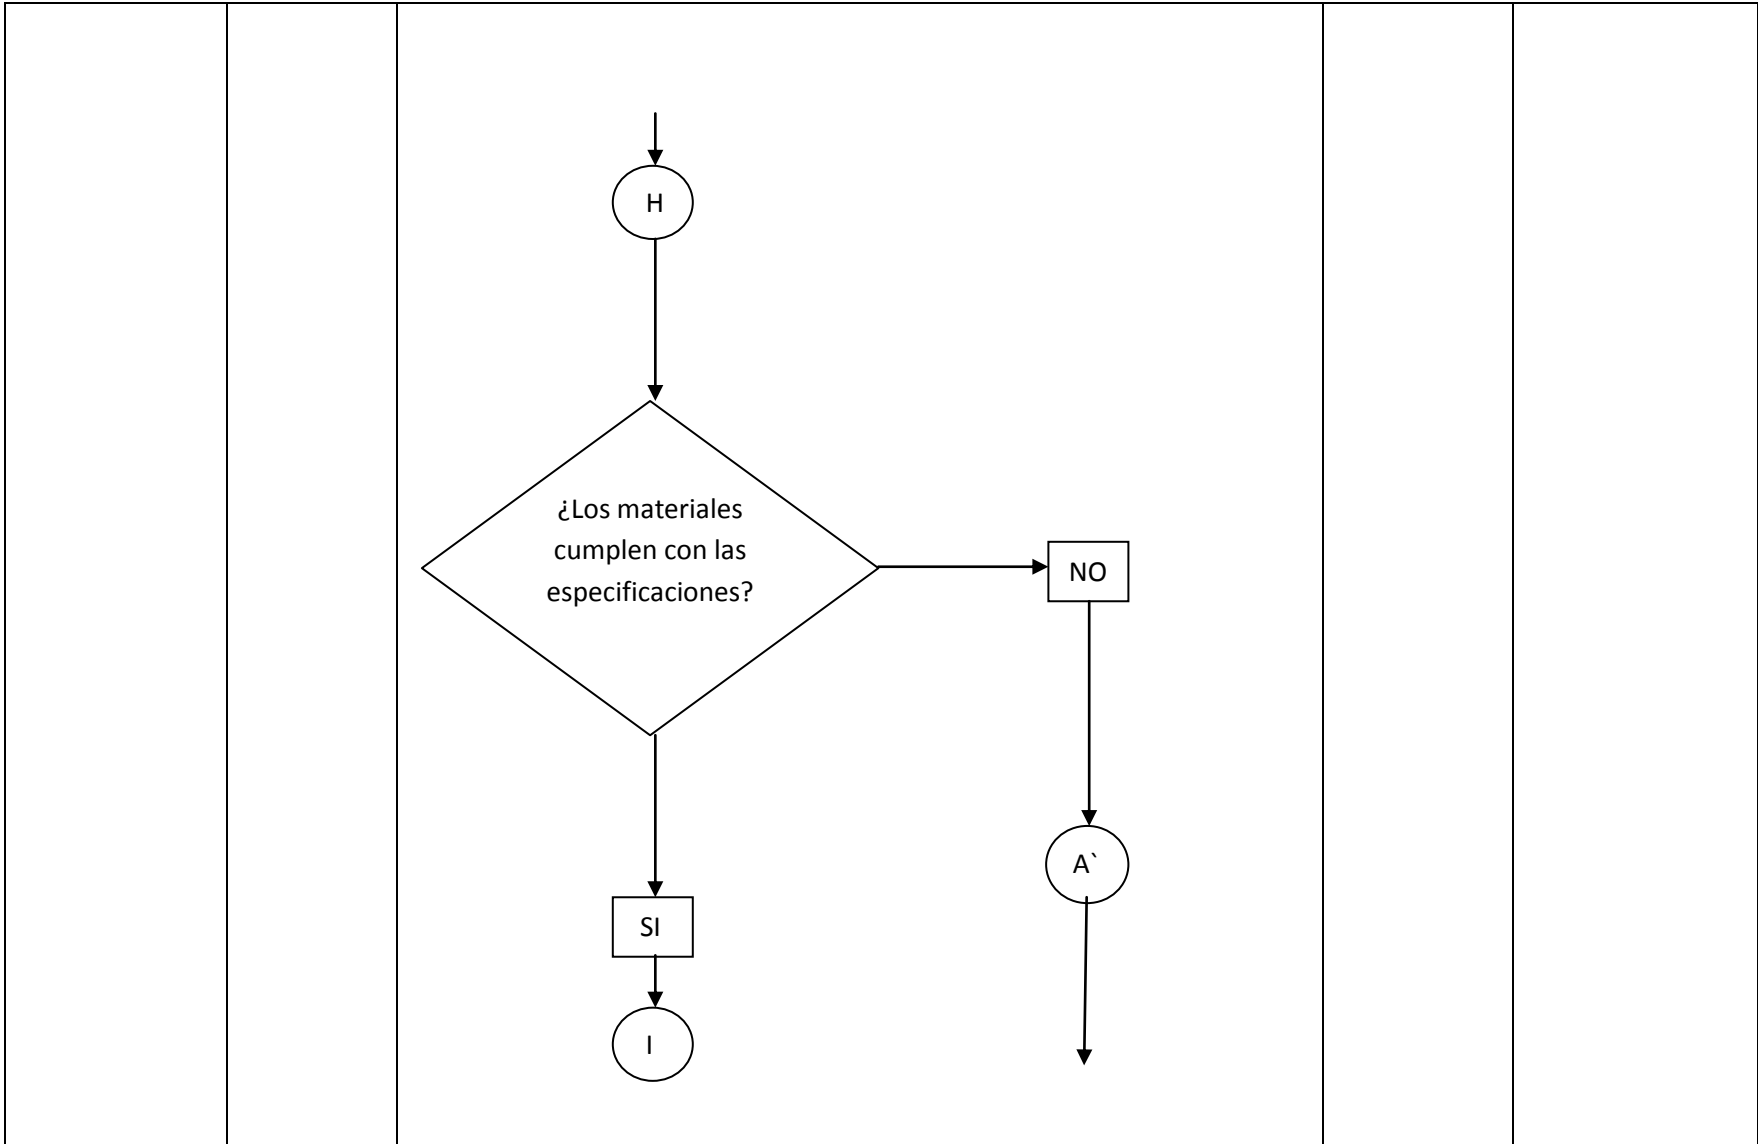 H
¿Los materiales
cumplen con las
especificaciones?
NO
A`
SI
I